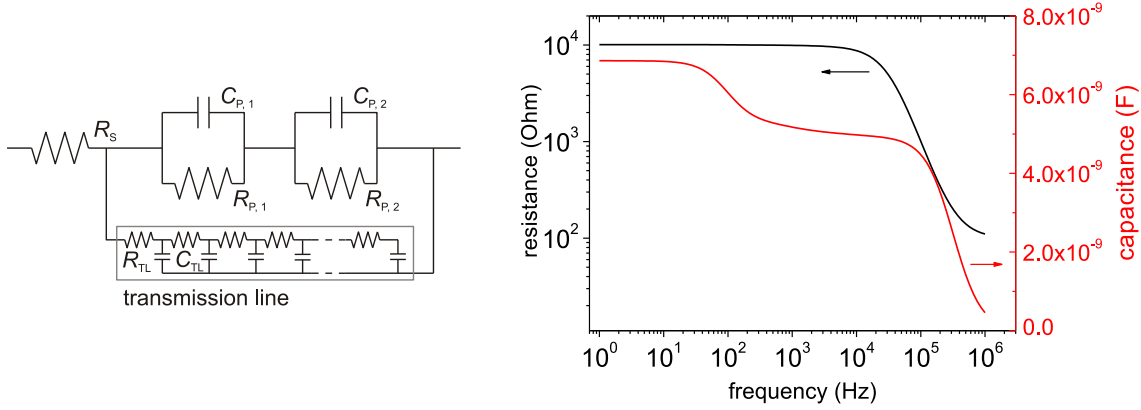 R_S
C_P, 1
C_P, 2
R_P, 1
R_P, 2
R_TL
C_TL
transmission line
resistance (Ohm)
10^4
10^3
10^2
10^0
10^1
10^2
10^3
10^4
10^5
10^6
frequency (Hz)
8.0x10^-9
6.0x10^-9
4.0x10^-9
2.0x10^-9
0.0
capacitance (F)